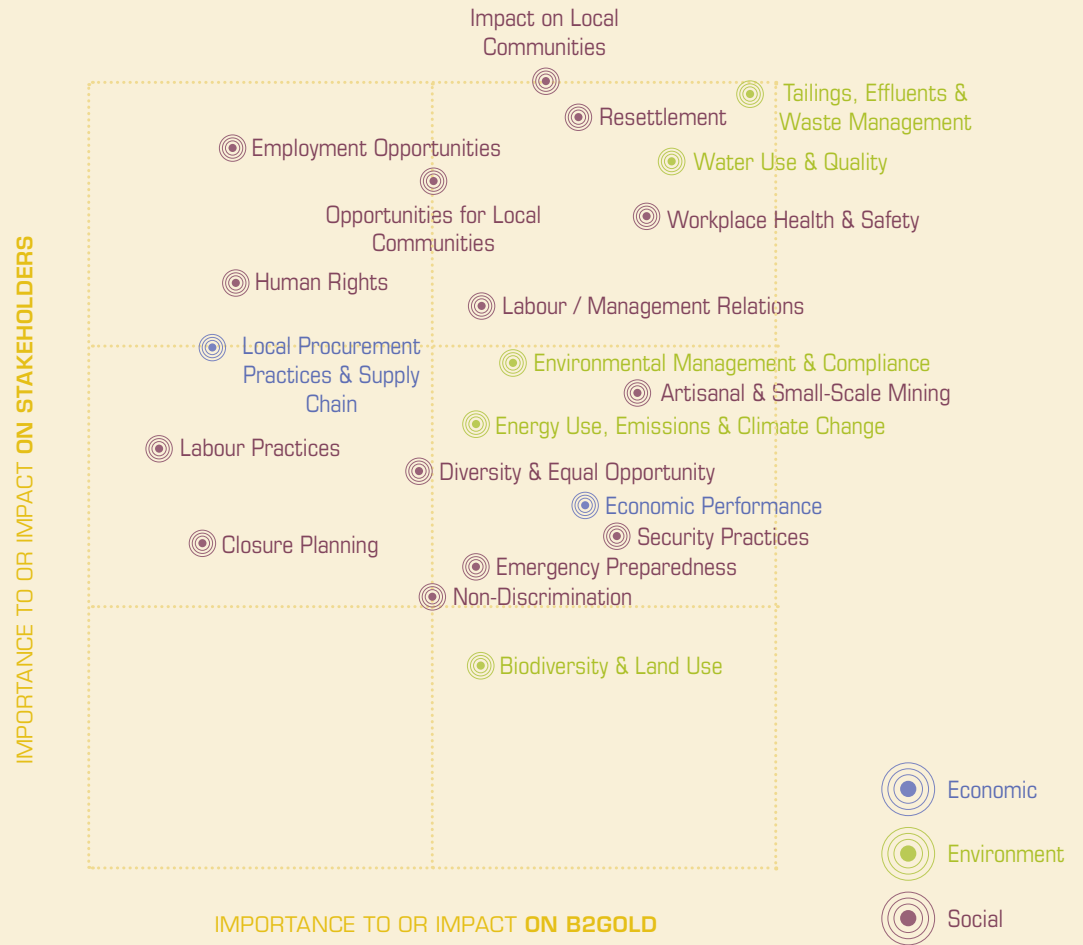 Impact on Local
Communities
Tailings, Effluents &
Waste Management
Resettlement
Employment Opportunities
Water Use & Quality
Opportunities for Local
Communities
Workplace Health & Safety
Human Rights
Labour / Management Relations
Local Procurement
Practices & Supply
Chain
Environmental Management & Compliance
Artisanal & Small-Scale Mining
Energy Use, Emissions & Climate Change
Labour Practices
Diversity & Equal Opportunity
Economic Performance
Security Practices
Closure Planning
Emergency Preparedness
Non-Discrimination
Biodiversity & Land Use
IMPORTANCE TO OR IMPACT ON STAKEHOLDERS
IMPORTANCE TO OR IMPACT ON B2GOLD
Economic
Environment
Social